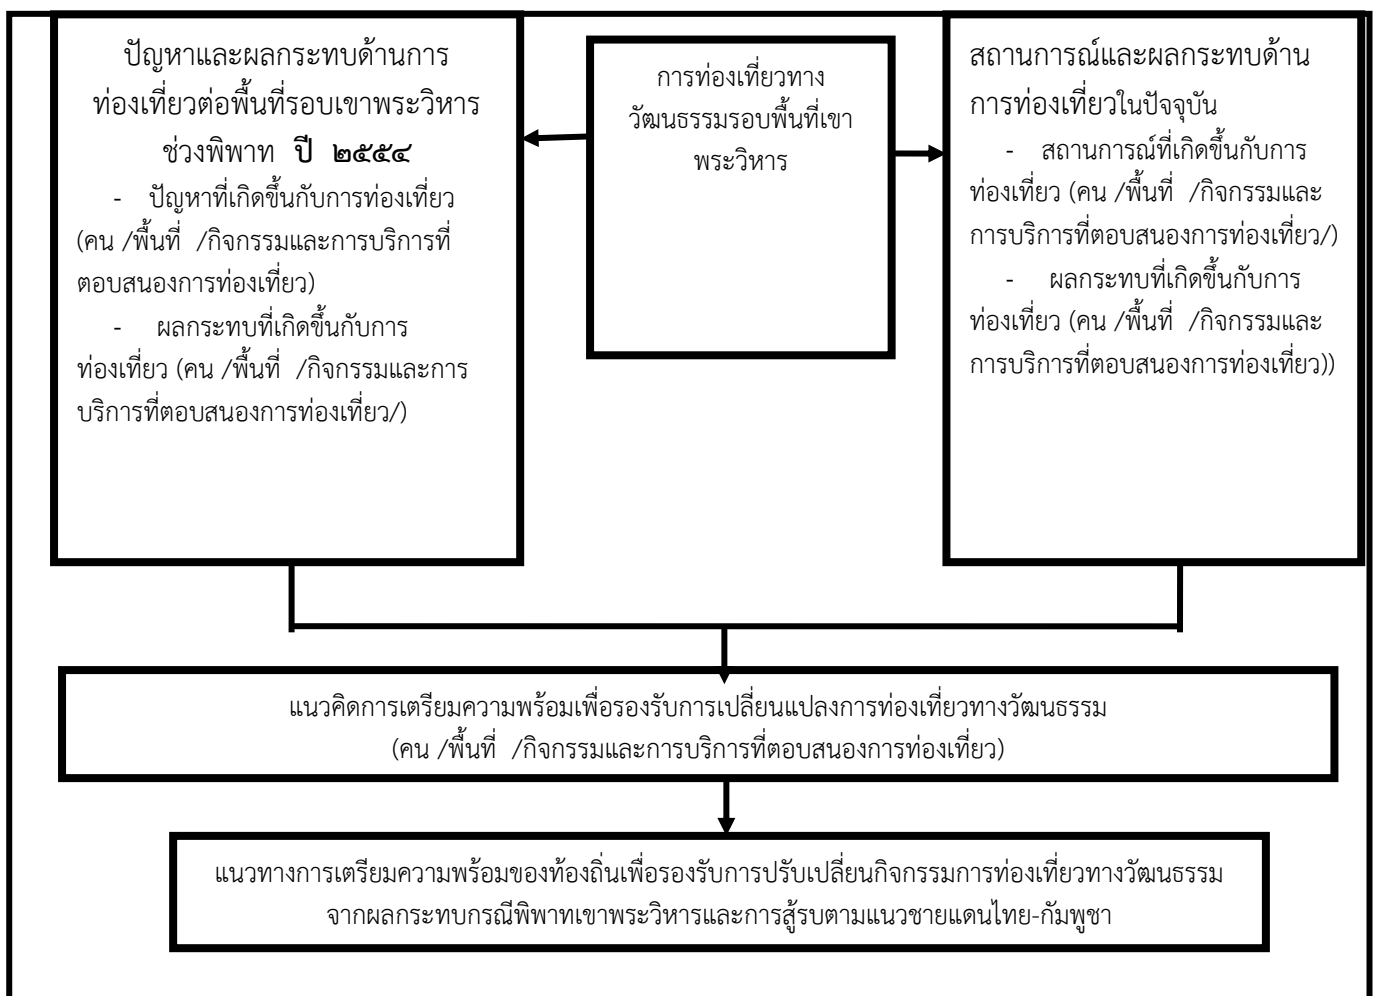 ปัญหาและผลกระทบด้านการ
ท่องเที่ยวต่อพื้นที่รอบเขาพระวิหาร
ช่วงพิพาท ปี ๒๕๕๔
- ปัญหาที่เกิดขึ้นกับการท่องเที่ยว
(คน /พื้นที่ /กิจกรรมและการบริการที่
ตอบสนองการท่องเที่ยว)
- ผลกระทบที่เกิดขึ้นกับการ
ท่องเที่ยว (คน /พื้นที่ /กิจกรรมและการ
บริการที่ตอบสนองการท่องเที่ยว/)
การท่องเที่ยวทาง
วัฒนธรรมรอบพื้นที่เขา
พระวิหาร
สถานการณ์และผลกระทบด้าน
การท่องเที่ยวในปัจจุบัน
- สถานการณ์ที่เกิดขึ้นกับการ
ท่องเที่ยว (คน /พื้นที่ /กิจกรรมและ
การบริการที่ตอบสนองการท่องเที่ยว/)
- ผลกระทบที่เกิดขึ้นกับการ
ท่องเที่ยว (คน /พื้นที่ /กิจกรรมและ
การบริการที่ตอบสนองการท่องเที่ยว))
แนวคิดการเตรียมความพร้อมเพื่อรองรับการเปลี่ยนแปลงการท่องเที่ยวทางวัฒนธรรม
(คน /พื้นที่ /กิจกรรมและการบริการที่ตอบสนองการท่องเที่ยว)
แนวทางการเตรียมความพร้อมของท้องถิ่นเพื่อรองรับการปรับเปลี่ยนกิจกรรมการท่องเที่ยวทางวัฒนธรรม
จากผลกระทบกรณีพิพาทเขาพระวิหารและการสู้รบตามแนวชายแดนไทย-กัมพูชา